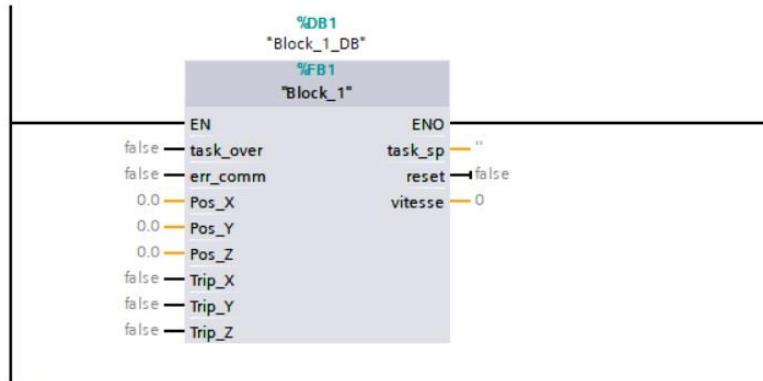 %DB1
"Block_1_DB"
%FB1
"Block_1"
EN ENO
false task_over task_sp ''
false err_comm reset false
0.0 Pos_X vitesse 0
0.0 Pos_Y
0.0 Pos_Z
false Trip_X
false Trip_Y
false Trip_Z